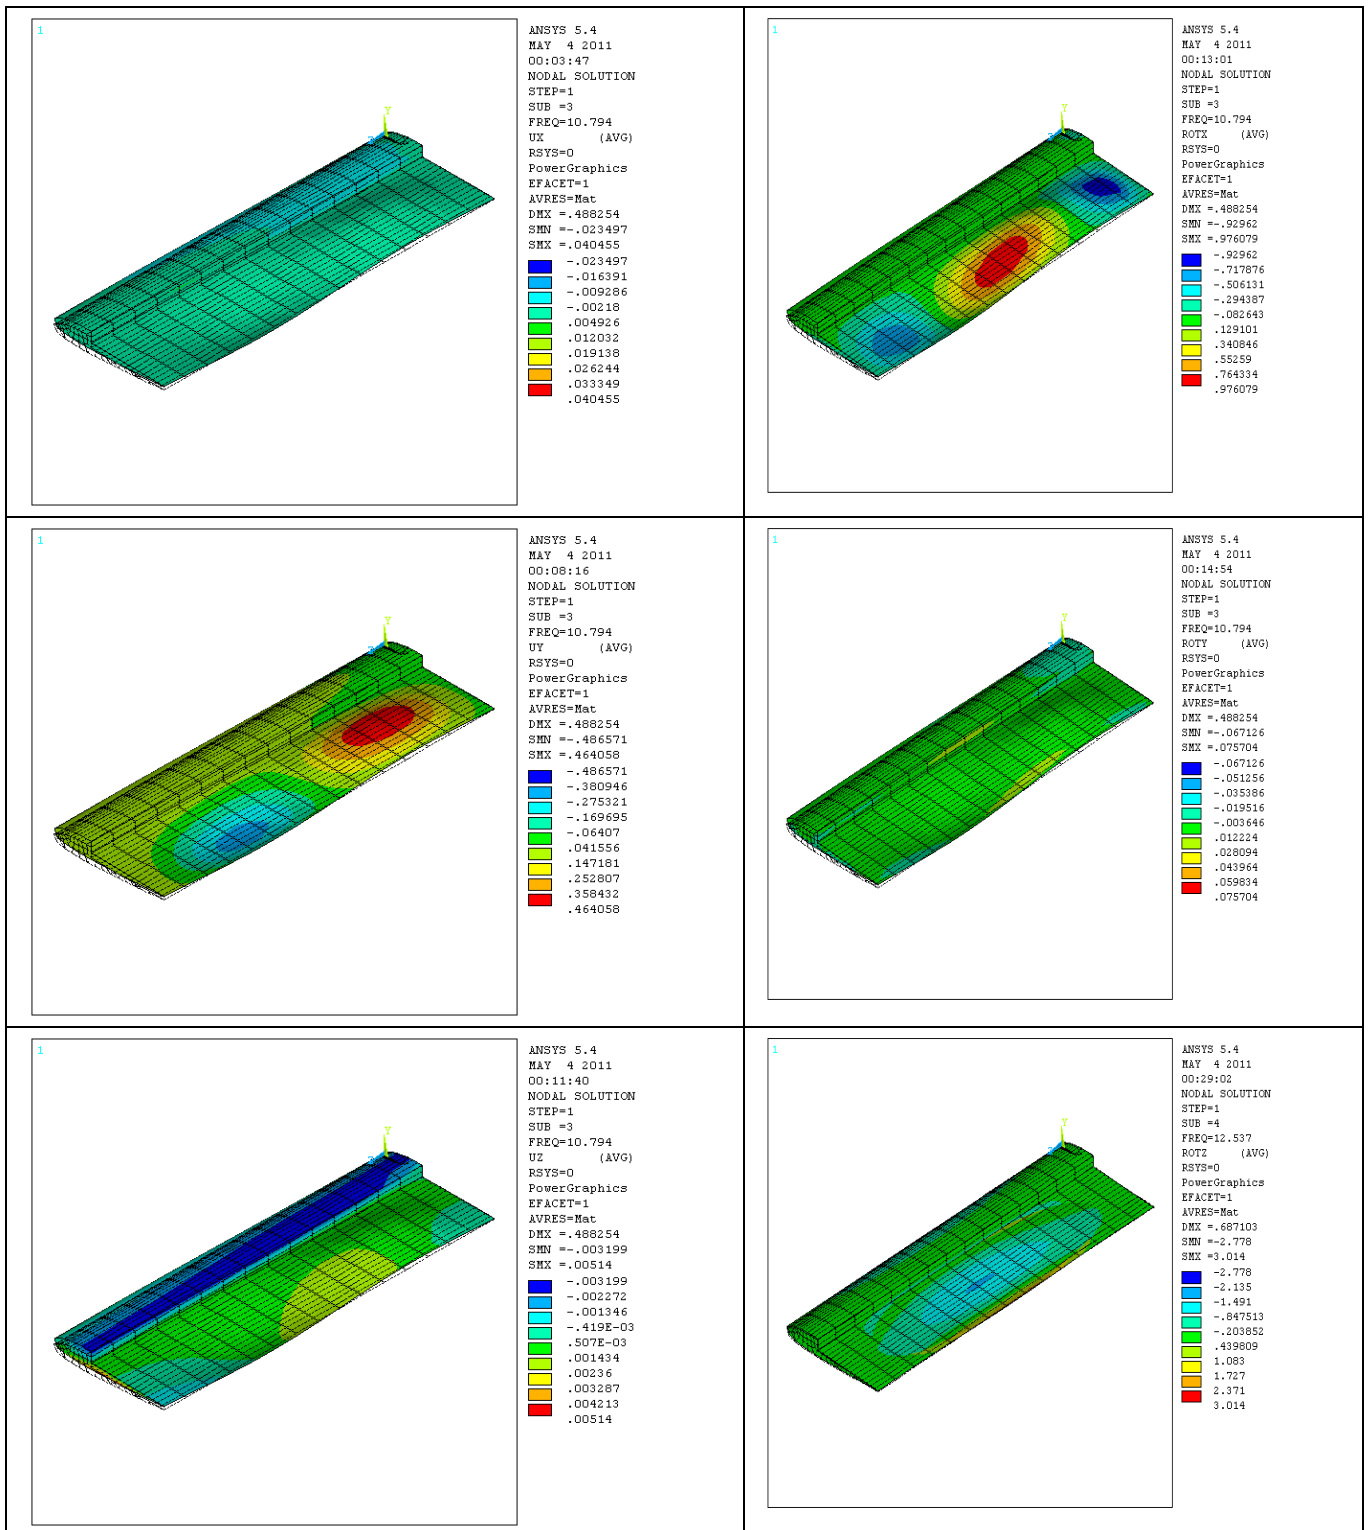 1
Y
Z
ANSYS 5.4
MAY  4 2011
00:03:47
NODAL SOLUTION
STEP=1
SUB =3
FREQ=10.794
UX       (AVG)
RSYS=0
PowerGraphics
EFACET=1
AVRES=Mat
DMX =.488254
SMN =-.023497
SMX =.040455
-.023497
-.016391
-.009286
-.00218
.004926
.012032
.019138
.026244
.033349
.040455
1
Y
ANSYS 5.4
MAY  4 2011
00:13:01
NODAL SOLUTION
STEP=1
SUB =3
FREQ=10.794
ROTX     (AVG)
RSYS=0
PowerGraphics
EFACET=1
AVRES=Mat
DMX =.488254
SMN =-.92962
SMX =.976079
-.92962
-.717876
-.506131
-.294387
-.082643
.129101
.340846
.55259
.764334
.976079
1
Y
Z
ANSYS 5.4
MAY  4 2011
00:08:16
NODAL SOLUTION
STEP=1
SUB =3
FREQ=10.794
UY       (AVG)
RSYS=0
PowerGraphics
EFACET=1
AVRES=Mat
DMX =.488254
SMN =-.486571
SMX =.464058
-.486571
-.380946
-.275321
-.169695
-.06407
.041556
.147181
.252807
.358432
.464058
1
Y
ANSYS 5.4
MAY  4 2011
00:14:54
NODAL SOLUTION
STEP=1
SUB =3
FREQ=10.794
ROTY     (AVG)
RSYS=0
PowerGraphics
EFACET=1
AVRES=Mat
DMX =.488254
SMN =-.067126
SMX =.075704
-.067126
-.051256
-.035386
-.019516
-.003646
.012224
.028094
.043964
.059834
.075704
1
Y
Z
ANSYS 5.4
MAY  4 2011
00:11:40
NODAL SOLUTION
STEP=1
SUB =3
FREQ=10.794
UZ       (AVG)
RSYS=0
PowerGraphics
EFACET=1
AVRES=Mat
DMX =.488254
SMN =-.003199
SMX =.00514
-.003199
-.002272
-.001346
-.419E-03
.507E-03
.001434
.00236
.003287
.004213
.00514
1
Y
ANSYS 5.4
MAY  4 2011
00:29:02
NODAL SOLUTION
STEP=1
SUB =4
FREQ=12.537
ROTZ     (AVG)
RSYS=0
PowerGraphics
EFACET=1
AVRES=Mat
DMX =.687103
SMN =-2.778
SMX =3.014
-2.778
-2.135
-1.491
-.847513
-.203852
.439809
1.083
1.727
2.371
3.014